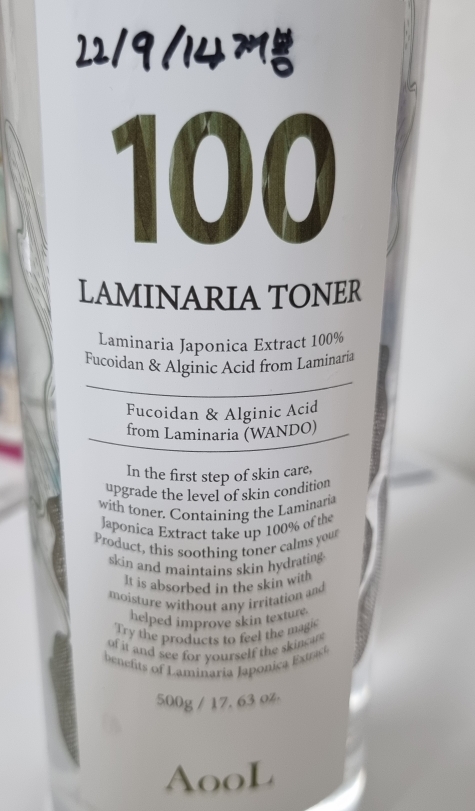 22/9/14 개봉
100
LAMINARIA TONER
Laminaria Japonica Extract 100%
Fucoidan & Alginic Acid from Laminaria
Fucoidan & Alginic Acid
from Laminaria (WANDO)
In the first step of skin care,
upgrade the level of skin condition
with toner. Containing the Laminaria
Japonica Extract take up 100% of the
Product, this soothing toner calms your
skin and maintains skin hydrating.
It is absorbed in the skin with
moisture without any irritation and
helped improve skin texture.
Try the products to feel the magic
of it and see for yourself the skincare
benefits of Laminaria Japonica Extract.
500g / 17. 63 oz.
AooL